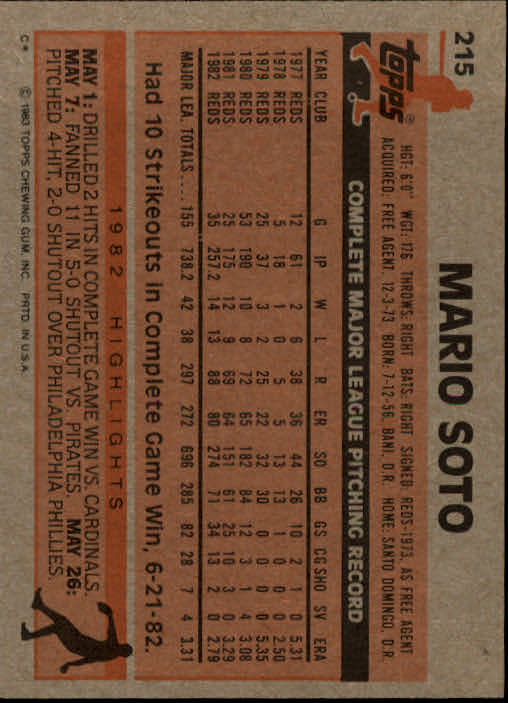 215
MARIO SOTO
Topps®
HGT: 6'0" WGT: 176 THROWS: RIGHT BATS: RIGHT SIGNED: REDS-1973, AS FREE AGENT
ACQUIRED: FREE AGENT, 12-3-73 BORN: 7-12-56, BANI, D.R. HOME: SANTO DOMINGO, D.R.
COMPLETE MAJOR LEAGUE PITCHING RECORD
YEAR CLUB G IP W L R ER SO BB GS CG SHO SV ERA
1977 REDS 12 61 2 6 38 36 44 26 10 2 1 0 5.31
1978 REDS 5 18 1 0 5 5 13 13 1 0 0 0 2.50
1979 REDS 25 37 3 2 25 22 32 30 0 0 0 0 5.35
1980 REDS 53 190 10 8 72 65 182 84 12 3 1 4 3.08
1981 REDS 25 175 12 9 69 64 151 61 25 10 3 0 3.29
1982 REDS 35 257.2 14 13 88 80 274 71 34 13 2 0 2.79
MAJOR LEA. TOTALS.... 155 738.2 42 38 297 272 696 285 82 28 7 4 3.31
Had 10 Strikeouts in Complete Game Win, 6-21-82.
1982 HIGHLIGHTS
MAY 1: DRILLED 2 HITS IN COMPLETE GAME WIN VS. CARDINALS.
MAY 7: FANNED 11 IN 5-0 SHUTOUT VS. PIRATES. MAY 26:
PITCHED 4-HIT, 2-0 SHUTOUT OVER PHILADELPHIA PHILLIES.
C* © 1983 TOPPS CHEWING GUM, INC. PRTD. IN U.S.A.